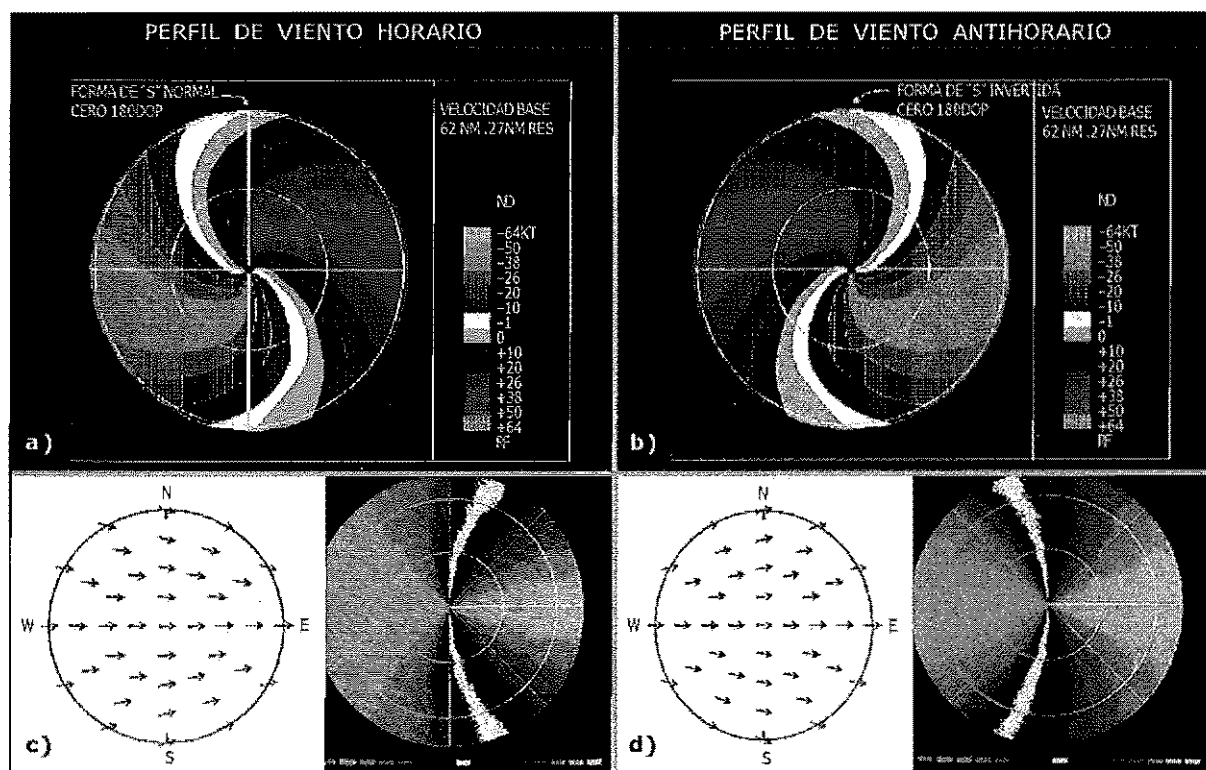 PERFIL DE VIENTO HORARIO
FORMA DE "S" NORMAL
CERO 180DOP
VELOCIDAD BASE
62 NM .27NM RES
ND
-64KT
-50
-38
-26
-20
-10
-1
0
+10
+20
+26
+38
+50
+64
RF
a)
PERFIL DE VIENTO ANTIHORARIO
FORMA DE "S" INVERTIDA
CERO 180DOP
VELOCIDAD BASE
62 NM .27NM RES
ND
-64KT
-50
-38
-26
-20
-10
-1
0
+10
+20
+26
+38
+50
+64
RF
b)
N
W
E
S
c)
N
W
E
S
d)